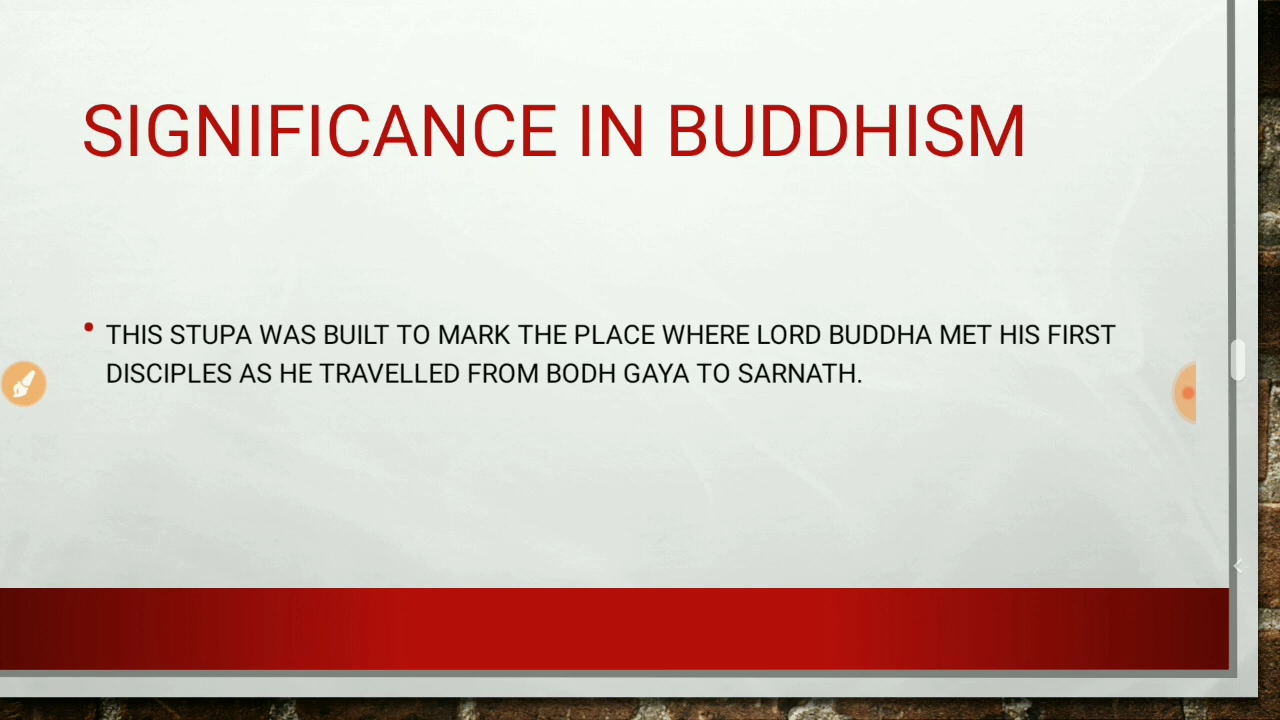 SIGNIFICANCE IN BUDDHISM
• THIS STUPA WAS BUILT TO MARK THE PLACE WHERE LORD BUDDHA MET HIS FIRST
DISCIPLES AS HE TRAVELLED FROM BODH GAYA TO SARNATH.